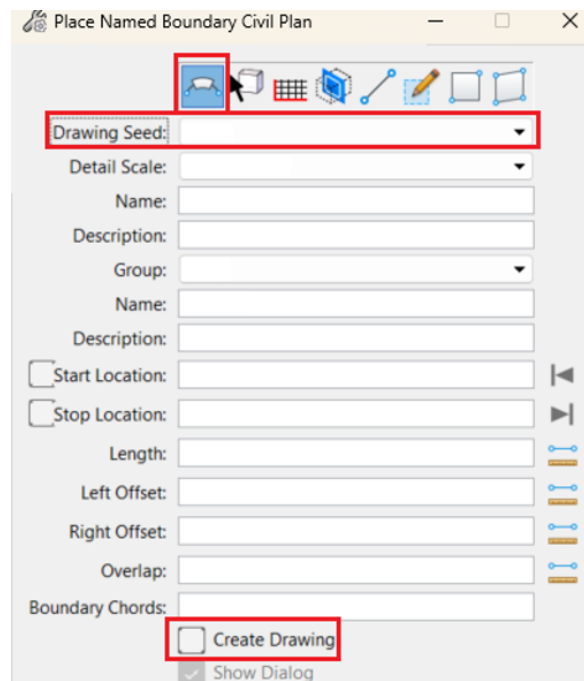 Place Named Boundary Civil Plan
Drawing Seed:
Detail Scale:
Name:
Description:
Group:
Name:
Description:
Start Location:
Stop Location:
Length:
Left Offset:
Right Offset:
Overlap:
Boundary Chords:
Create Drawing
Show Dialog